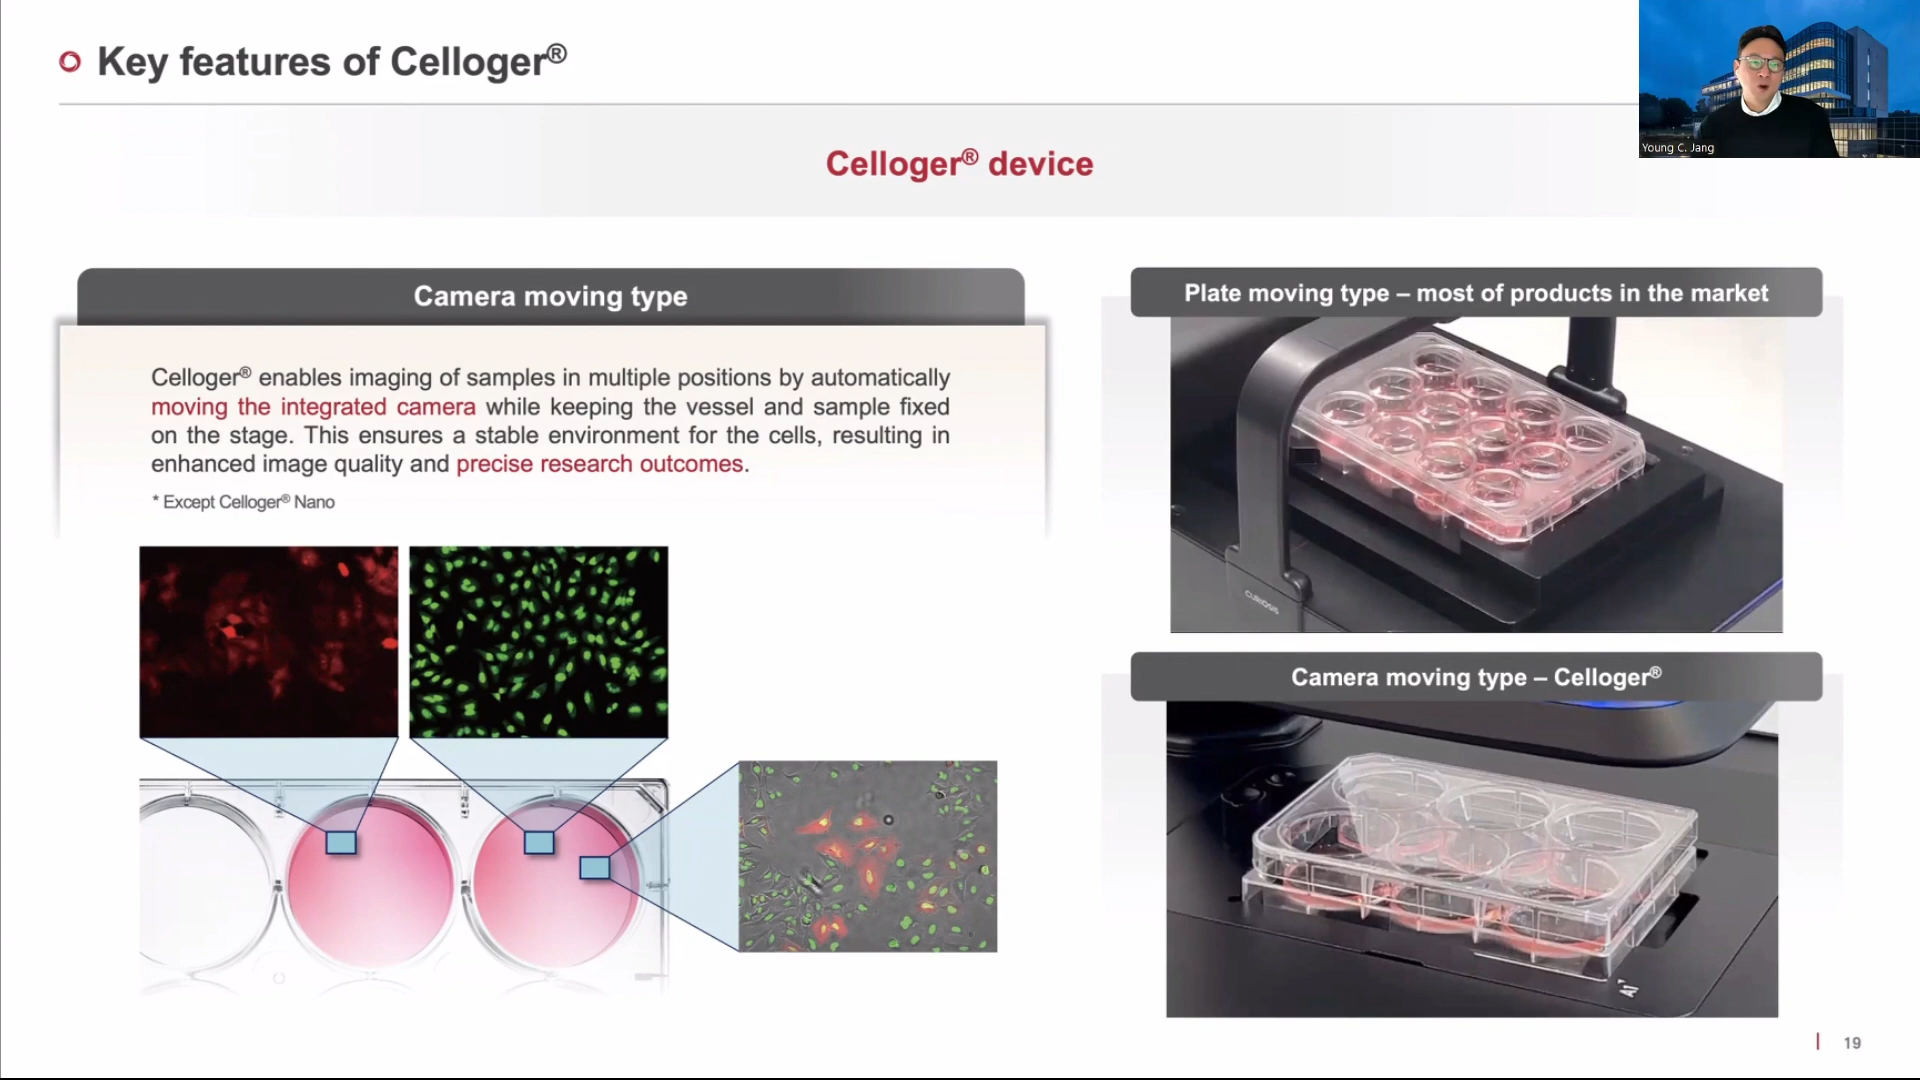 Key features of Celloger®
Young C. Jang
Celloger® device
Camera moving type
Celloger® enables imaging of samples in multiple positions by automatically
moving the integrated camera while keeping the vessel and sample fixed
on the stage. This ensures a stable environment for the cells, resulting in
enhanced image quality and precise research outcomes.
* Except Celloger® Nano
Plate moving type – most of products in the market
CURIOSIS
Camera moving type – Celloger®
A1
19